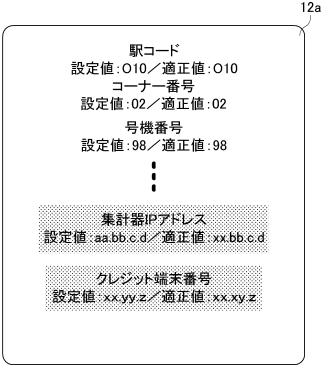 12a
駅コード
設定値：O10／適正値：O10
コーナー番号
設定値：02／適正値：02
号機番号
設定値：98／適正値：98
集計器IPアドレス
設定値：aa.bb.c.d／適正値：xx.bb.c.d
クレジット端末番号
設定値：xx.yy.z／適正値：xx.xy.z